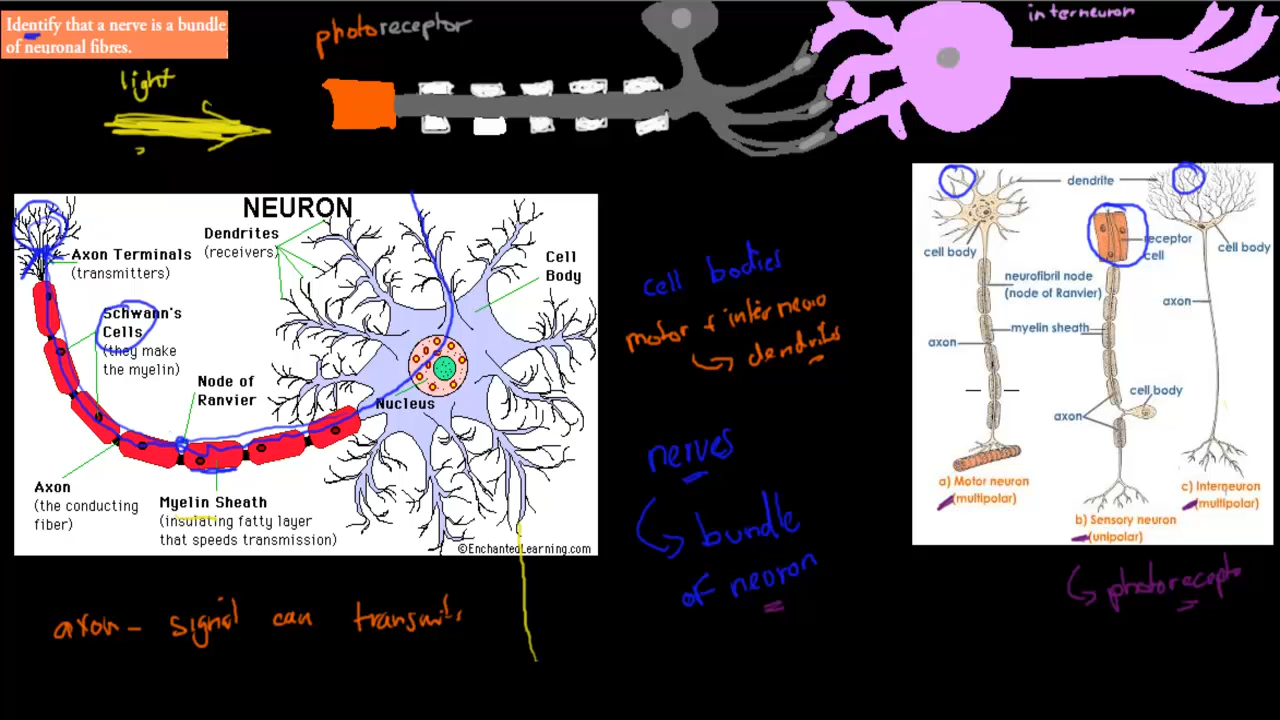 Identify that a nerve is a bundle
of neuronal fibres.
photoreceptor
interneuron
light
NEURON
Dendrites
(receivers)
Cell
Body
Axon Terminals
(transmitters)
Schwann's
Cells
(they make
the myelin)
Node of
Ranvier
Nucleus
Axon
(the conducting
fiber)
Myelin Sheath
(insulating fatty layer
that speeds transmission)
©EnchantedLearning.com
cell bodies
motor + interneuro
dendrites
nerves
bundle
of neuron
axon - signal can transmit
dendrite
cell body
receptor
cell
cell body
neurofibril node
(node of Ranvier)
axon
myelin sheath
axon
cell body
axon
a) Motor neuron
(multipolar)
b) Sensory neuron
(unipolar)
c) Interneuron
(multipolar)
photorecepto